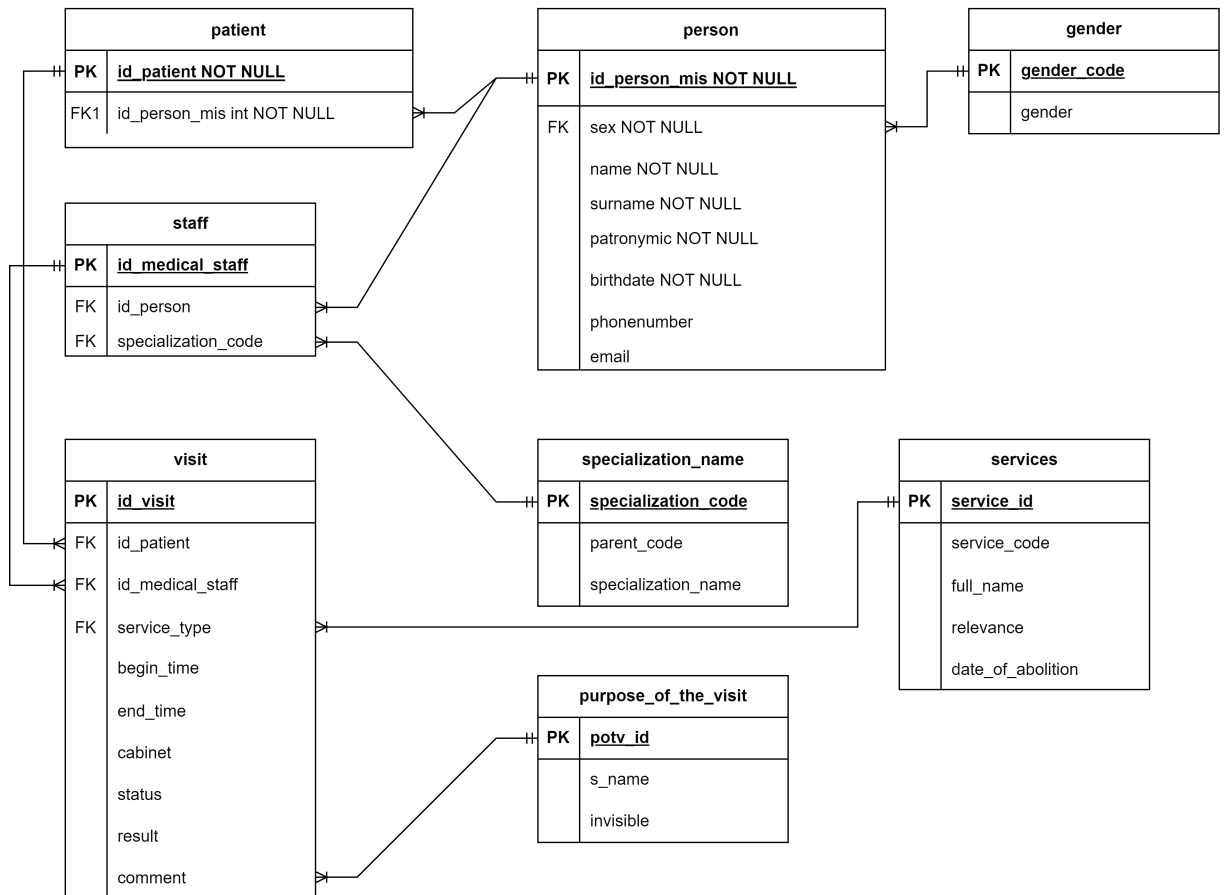 patient
PK id_patient NOT NULL
FK1 id_person_mis int NOT NULL
person
PK id_person_mis NOT NULL
FK sex NOT NULL
name NOT NULL
surname NOT NULL
patronymic NOT NULL
birthdate NOT NULL
phonenumber
email
gender
PK gender_code
gender
staff
PK id_medical_staff
FK id_person
FK specialization_code
visit
PK id_visit
FK id_patient
FK id_medical_staff
FK service_type
begin_time
end_time
cabinet
status
result
comment
specialization_name
PK specialization_code
parent_code
specialization_name
services
PK service_id
service_code
full_name
relevance
date_of_abolition
purpose_of_the_visit
PK potv_id
s_name
invisible